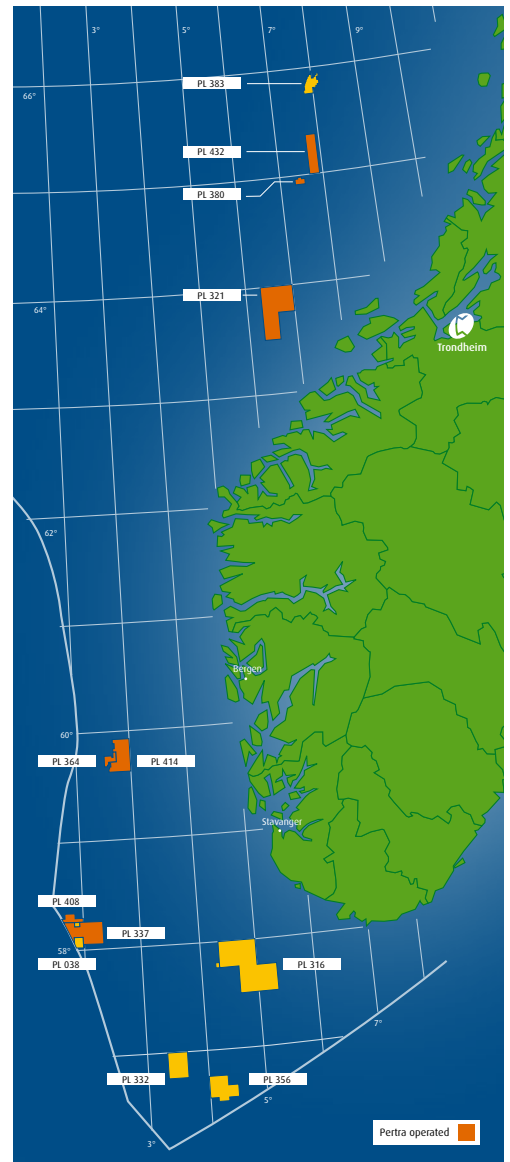 3°
5°
7°
9°
PL 383
66°
PL 432
PL 380
PL 321
64°
Trondheim
62°
Bergen
60°
PL 364
PL 414
Stavanger
PL 408
PL 337
58°
PL 038
PL 316
7°
PL 332
PL 356
5°
Pertra operated
3°